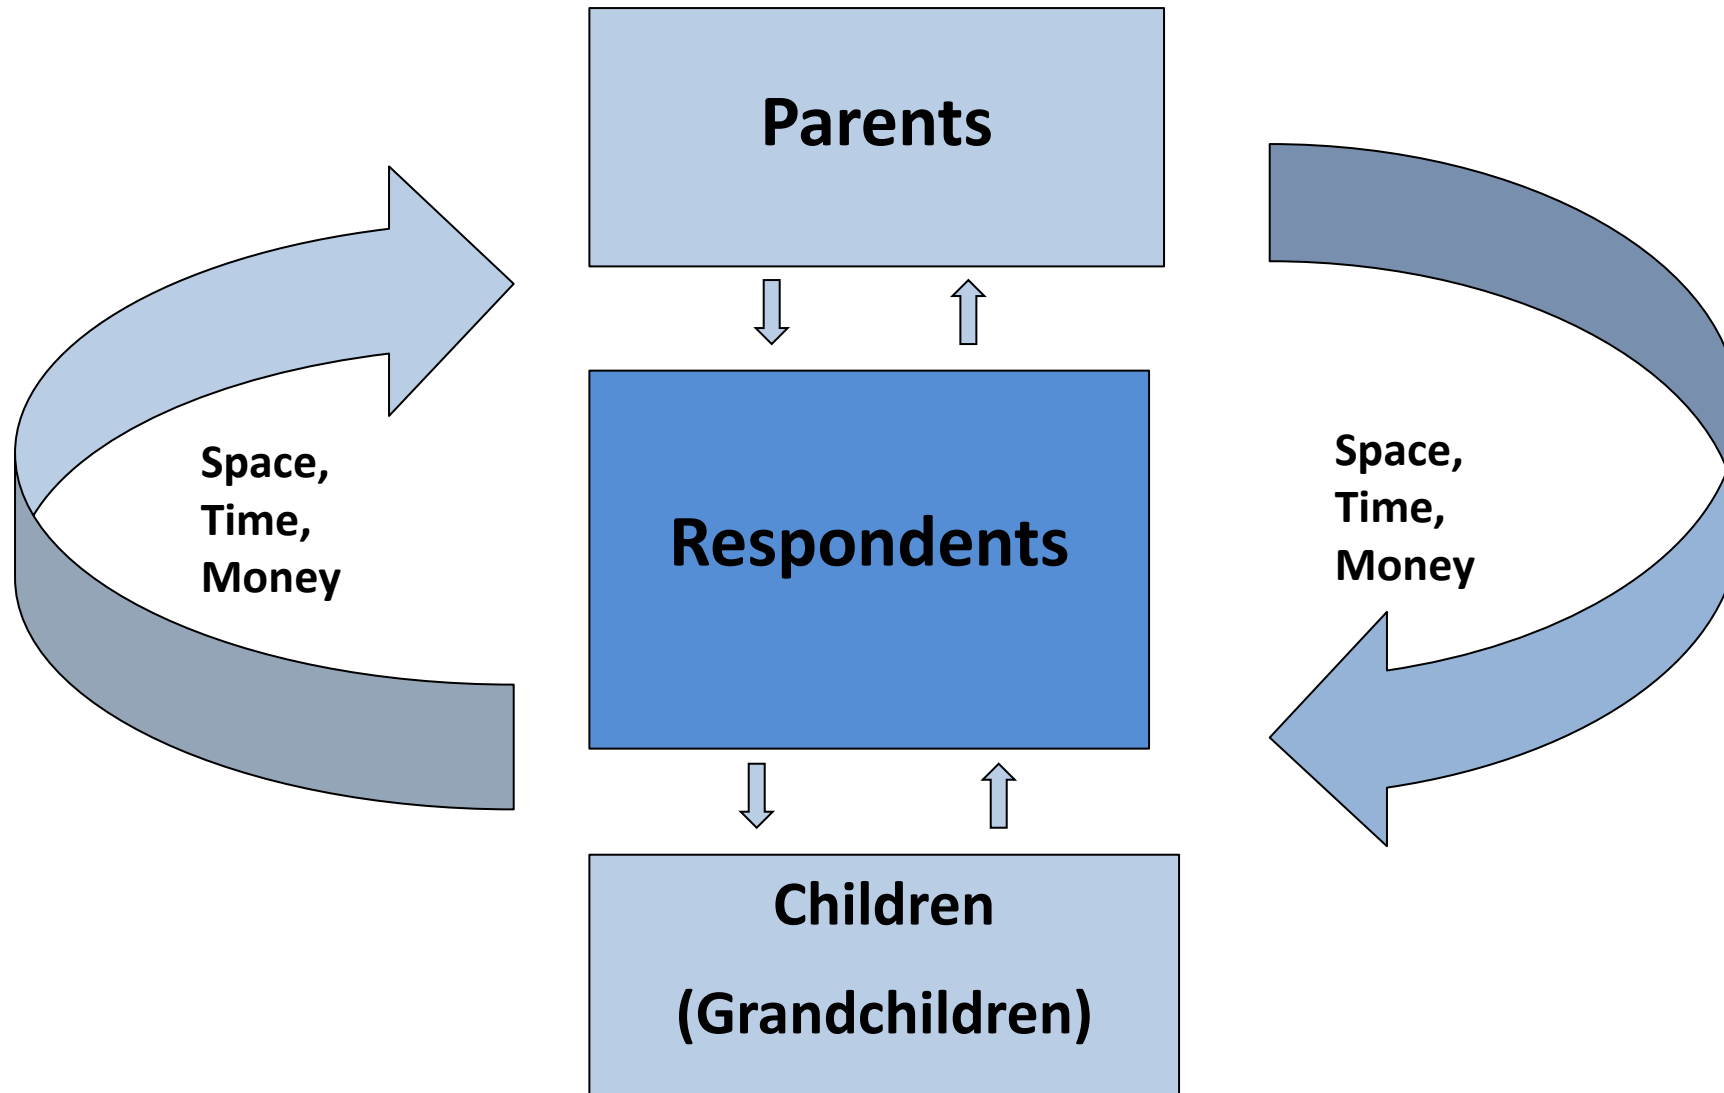 Parents
Space,
Time,
Money
Respondents
Space,
Time,
Money
Children
(Grandchildren)